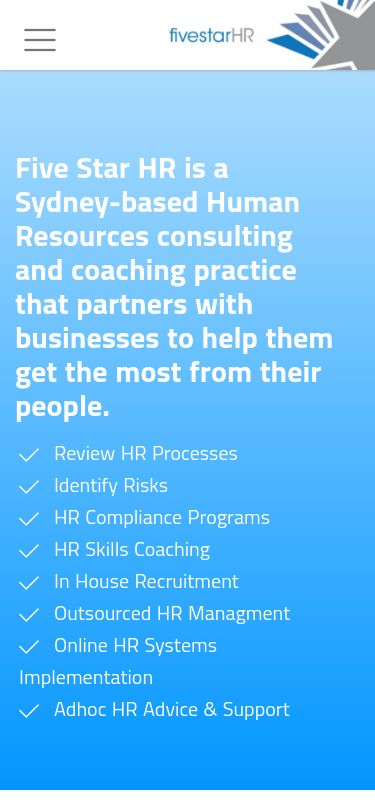 fivestarHR
Five Star HR is a
Sydney-based Human
Resources consulting
and coaching practice
that partners with
businesses to help them
get the most from their
people.
Review HR Processes
Identify Risks
HR Compliance Programs
HR Skills Coaching
In House Recruitment
Outsourced HR Managment
Online HR Systems
Implementation
Adhoc HR Advice & Support